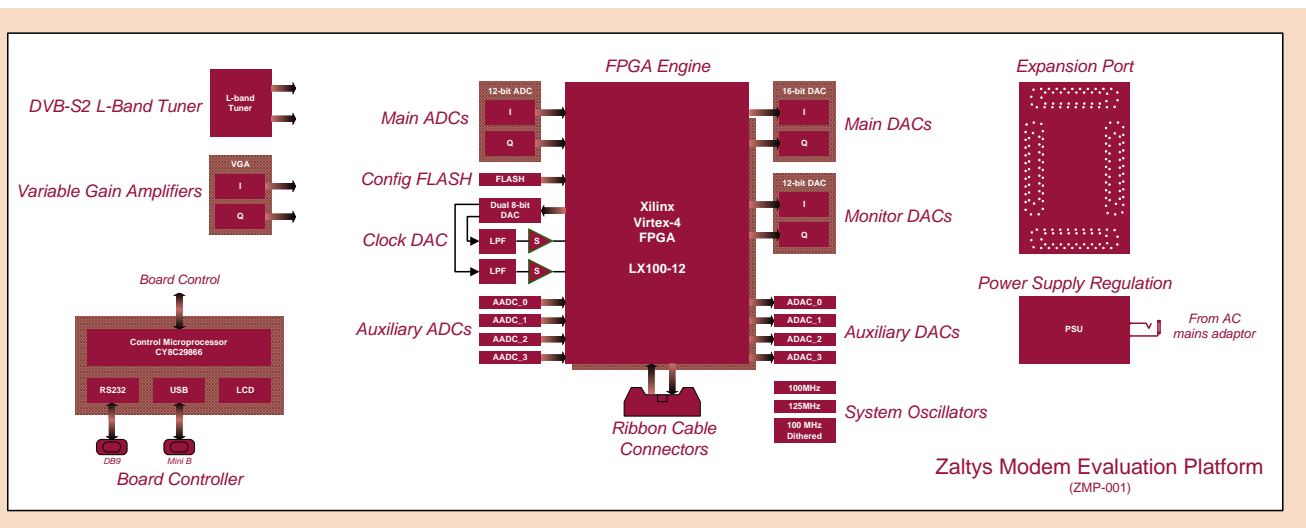 DVB-S2 L-Band Tuner
L-band
Tuner
Variable Gain Amplifiers
VGA
I
Q
Board Control
Control Microprocessor
CY8C29866
RS232
USB
LCD
DB9
Mini B
Board Controller
FPGA Engine
Main ADCs
12-bit ADC
I
Q
Config FLASH
FLASH
Clock DAC
Dual 8-bit
DAC
LPF
S
LPF
S
Auxiliary ADCs
AADC_0
AADC_1
AADC_2
AADC_3
Xilinx
Virtex-4
FPGA
LX100-12
Ribbon Cable
Connectors
16-bit DAC
I
Q
Main DACs
12-bit DAC
I
Q
Monitor DACs
ADAC_0
ADAC_1
ADAC_2
ADAC_3
Auxiliary DACs
100MHz
125MHz
100 MHz
Dithered
System Oscillators
Expansion Port
Power Supply Regulation
PSU
From AC
mains adaptor
Zaltys Modem Evaluation Platform
(ZMP-001)